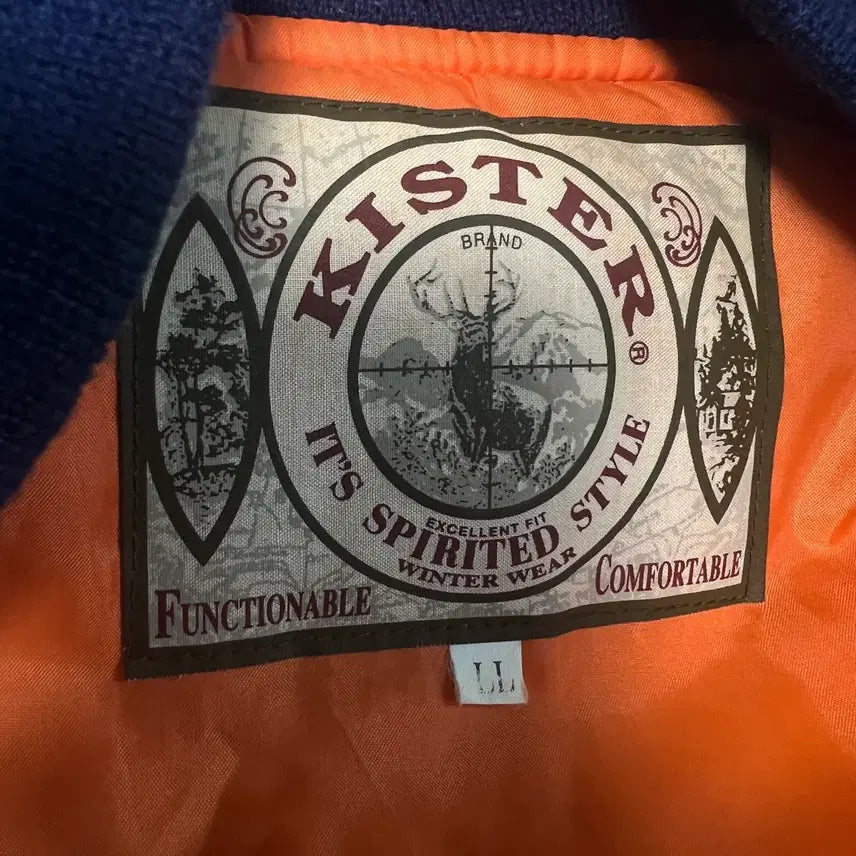 KISTER®
BRAND
IT'S SPIRITED STYLE
EXCELLENT FIT
WINTER WEAR
FUNCTIONABLE
COMFORTABLE
LL